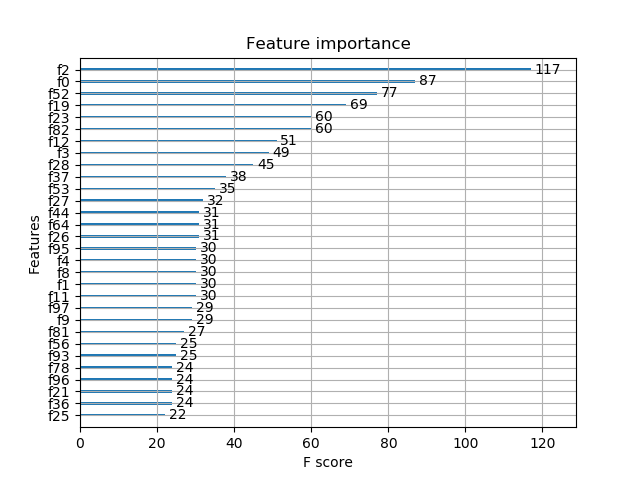 Feature importance
Features
f2 117
f0 87
f52 77
f19 69
f23 60
f82 60
f12 51
f3 49
f28 45
f37 38
f53 35
f27 32
f44 31
f64 31
f26 31
f95 30
f4 30
f8 30
f1 30
f11 30
f97 29
f9 29
f81 27
f56 25
f93 25
f78 24
f96 24
f21 24
f36 24
f25 22
0 20 40 60 80 100 120
F score